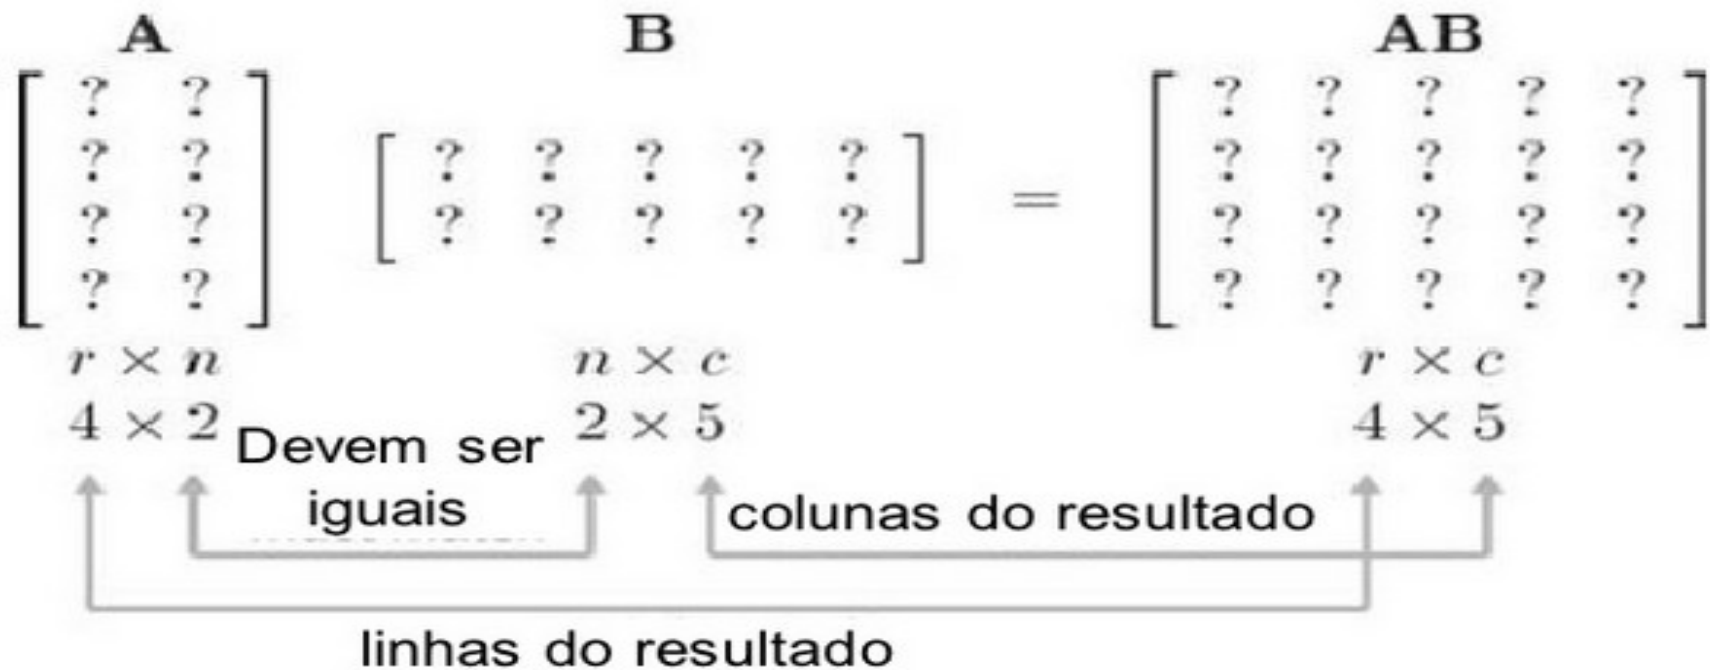 A B AB
? ? ? ? ? ? ?
? ? ? ? ? ? ? ? ? ? ? ?
? ? ? ? ? ? ? = ? ? ? ? ?
? ? ? ? ? ? ?
r × n n × c r × c
4 × 2 2 × 5 4 × 5
Devem ser
iguais
colunas do resultado
linhas do resultado